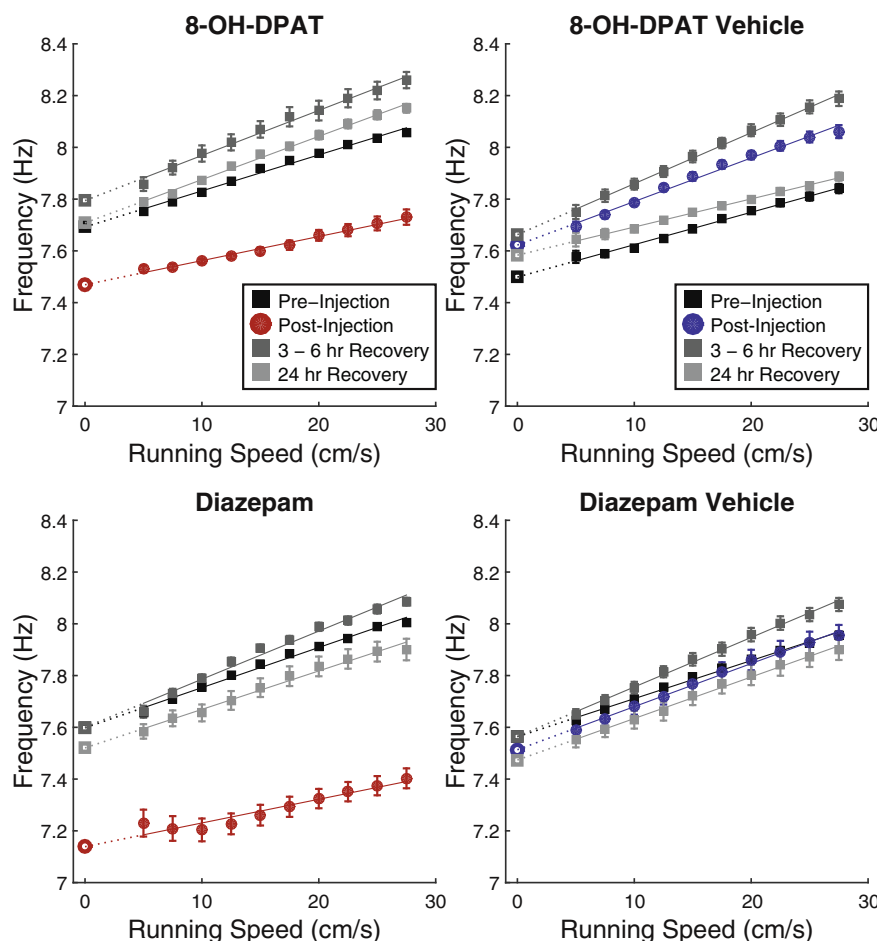 8-OH-DPAT
8.4
8.2
8
7.8
7.6
7.4
7.2
7
Frequency (Hz)
Pre−Injection
Post−Injection
3 − 6 hr Recovery
24 hr Recovery
0
10
20
30
Running Speed (cm/s)
8-OH-DPAT Vehicle
8.4
8.2
8
7.8
7.6
7.4
7.2
7
Frequency (Hz)
Pre−Injection
Post−Injection
3 − 6 hr Recovery
24 hr Recovery
0
10
20
30
Running Speed (cm/s)
Diazepam
8.4
8.2
8
7.8
7.6
7.4
7.2
7
Frequency (Hz)
0
10
20
30
Running Speed (cm/s)
Diazepam Vehicle
8.4
8.2
8
7.8
7.6
7.4
7.2
7
Frequency (Hz)
0
10
20
30
Running Speed (cm/s)